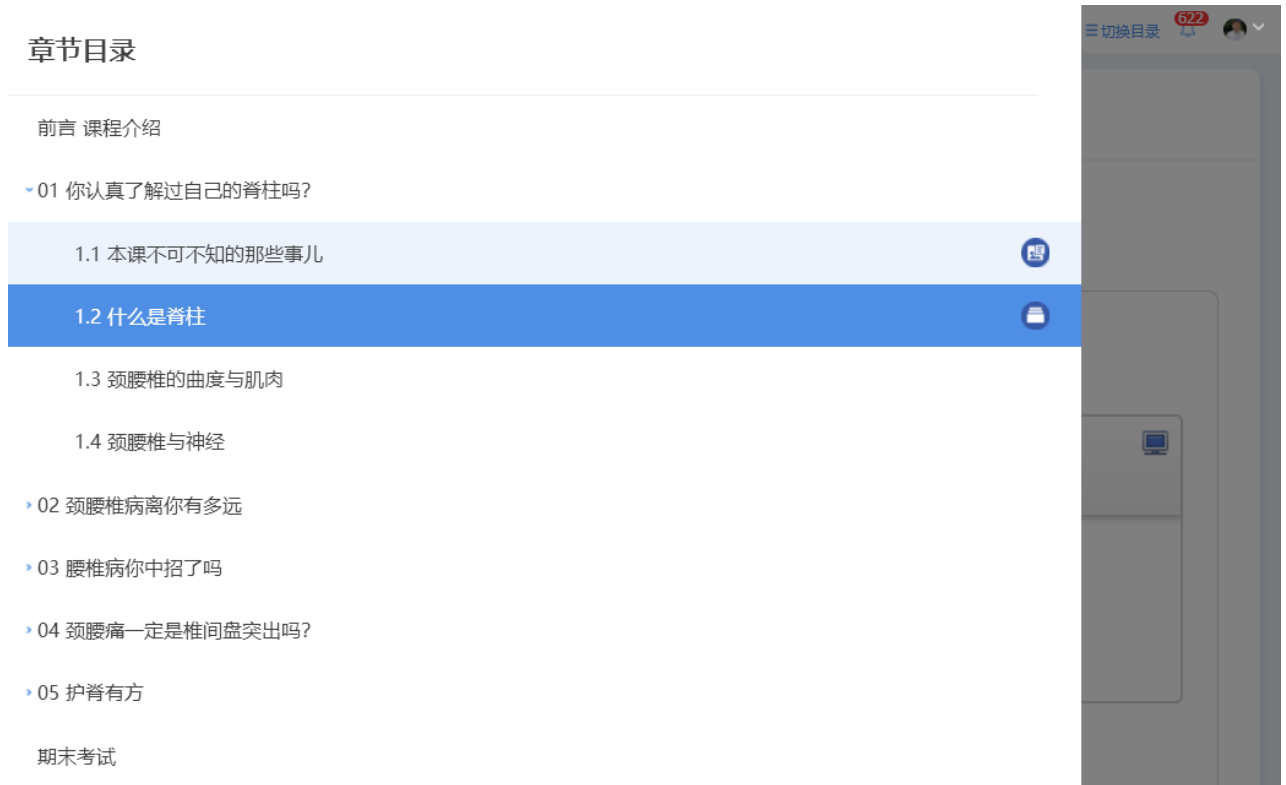 章节目录
切换目录
622
前言 课程介绍
01 你认真了解过自己的脊柱吗?
1.1 本课不可不知的那些事儿
1.2 什么是脊柱
1.3 颈腰椎的曲度与肌肉
1.4 颈腰椎与神经
02 颈腰椎病离你有多远
03 腰椎病你中招了吗
04 颈腰痛一定是椎间盘突出吗?
05 护脊有方
期末考试